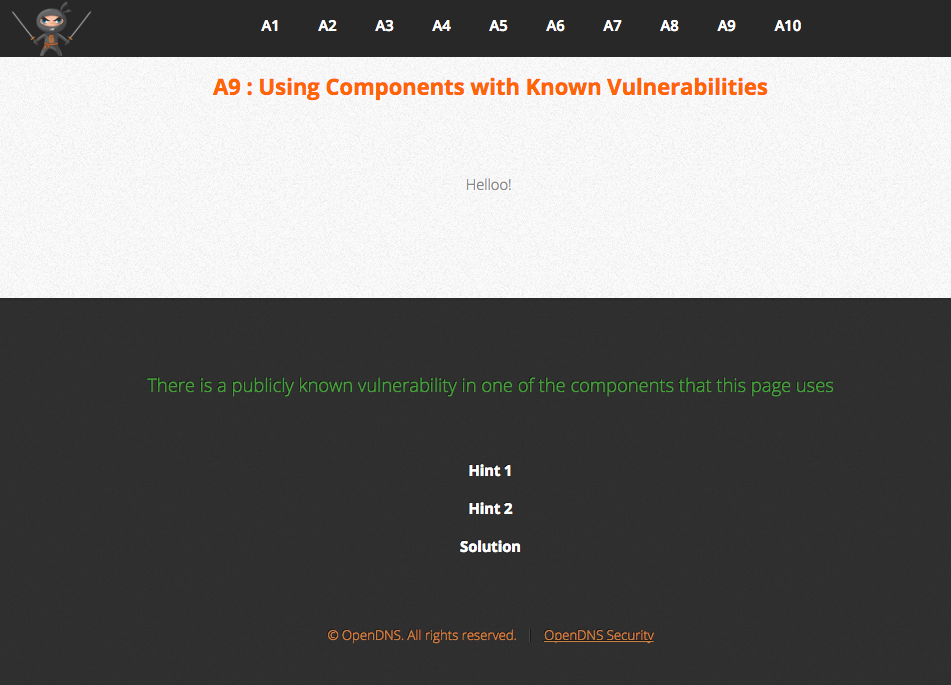 A1 A2 A3 A4 A5 A6 A7 A8 A9 A10
A9 : Using Components with Known Vulnerabilities
Helloo!
There is a publicly known vulnerability in one of the components that this page uses
Hint 1
Hint 2
Solution
© OpenDNS. All rights reserved. | OpenDNS Security